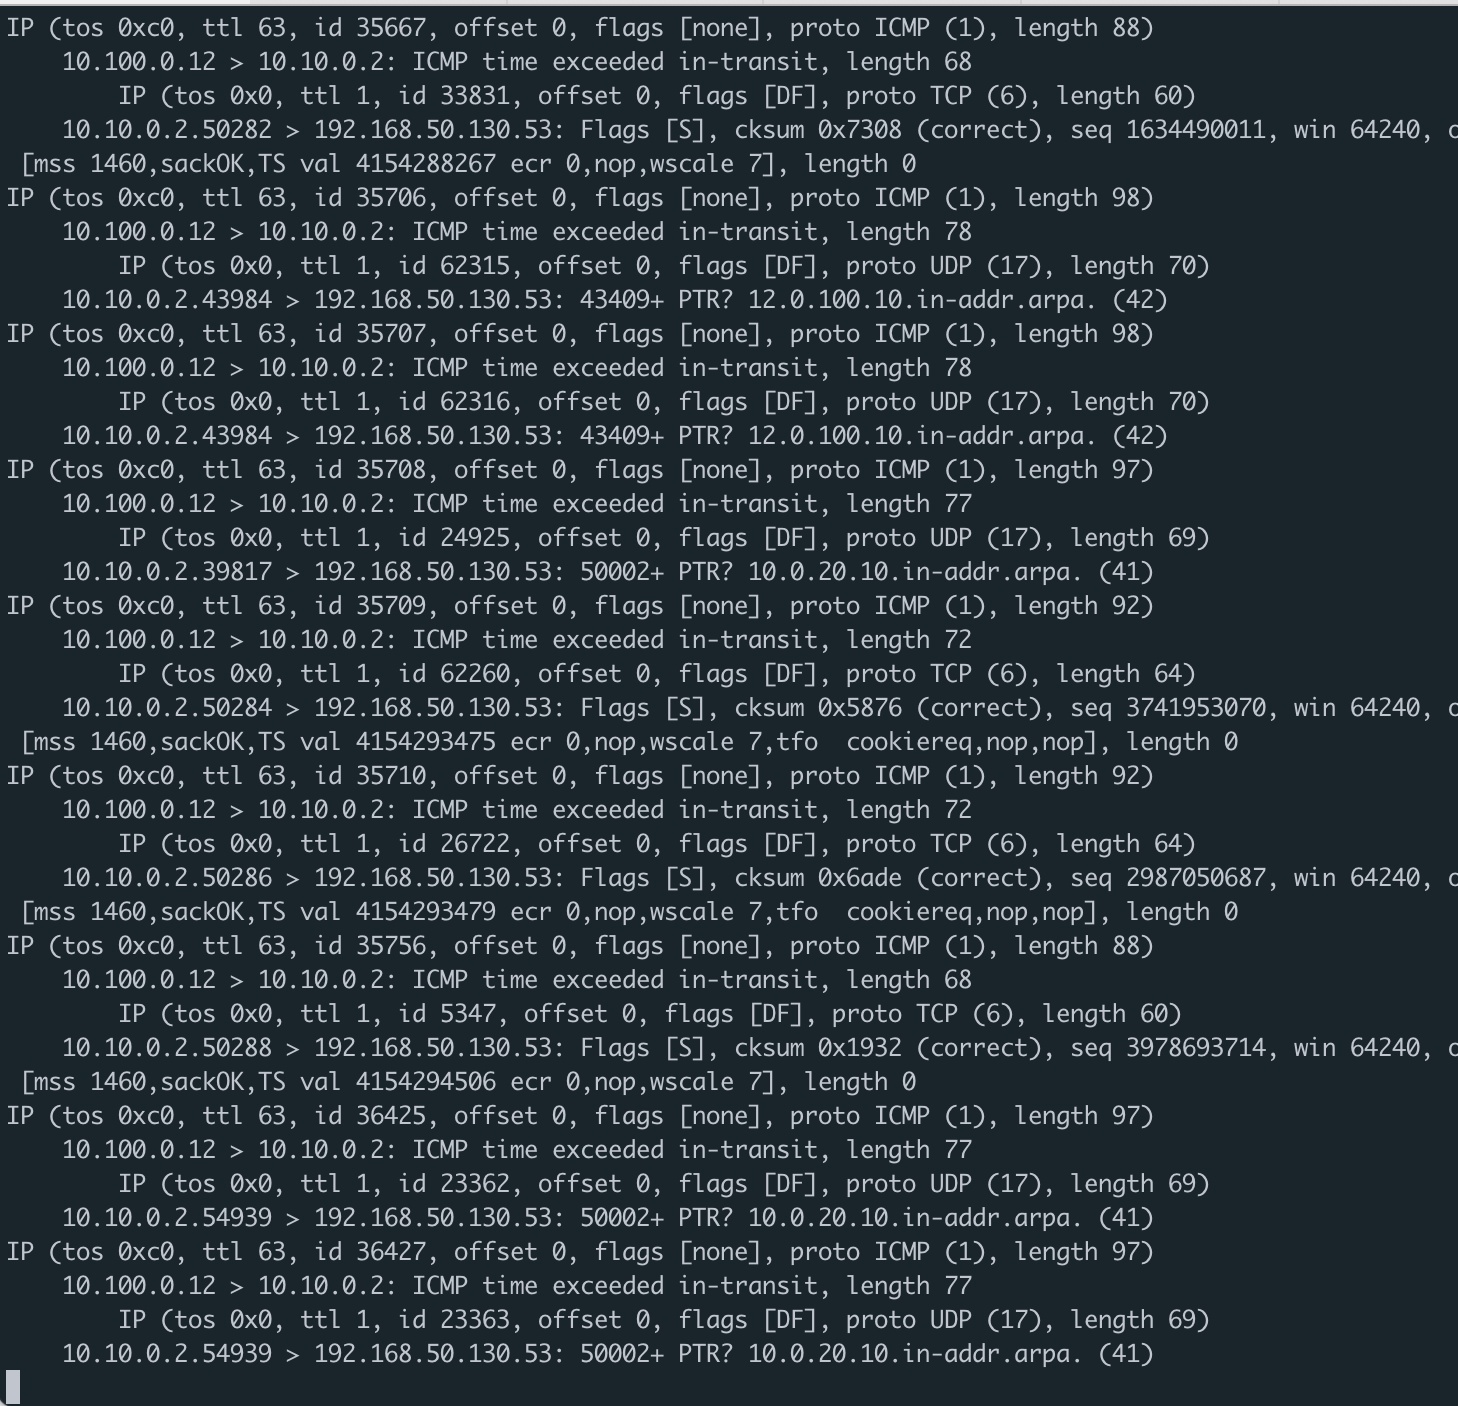 IP (tos 0xc0, ttl 63, id 35667, offset 0, flags [none], proto ICMP (1), length 88)
    10.100.0.12 > 10.10.0.2: ICMP time exceeded in-transit, length 68
        IP (tos 0x0, ttl 1, id 33831, offset 0, flags [DF], proto TCP (6), length 60)
    10.10.0.2.50282 > 192.168.50.130.53: Flags [S], cksum 0x7308 (correct), seq 1634490011, win 64240,
 [mss 1460,sackOK,TS val 4154288267 ecr 0,nop,wscale 7], length 0
IP (tos 0xc0, ttl 63, id 35706, offset 0, flags [none], proto ICMP (1), length 98)
    10.100.0.12 > 10.10.0.2: ICMP time exceeded in-transit, length 78
        IP (tos 0x0, ttl 1, id 62315, offset 0, flags [DF], proto UDP (17), length 70)
    10.10.0.2.43984 > 192.168.50.130.53: 43409+ PTR? 12.0.100.10.in-addr.arpa. (42)
IP (tos 0xc0, ttl 63, id 35707, offset 0, flags [none], proto ICMP (1), length 98)
    10.100.0.12 > 10.10.0.2: ICMP time exceeded in-transit, length 78
        IP (tos 0x0, ttl 1, id 62316, offset 0, flags [DF], proto UDP (17), length 70)
    10.10.0.2.43984 > 192.168.50.130.53: 43409+ PTR? 12.0.100.10.in-addr.arpa. (42)
IP (tos 0xc0, ttl 63, id 35708, offset 0, flags [none], proto ICMP (1), length 97)
    10.100.0.12 > 10.10.0.2: ICMP time exceeded in-transit, length 77
        IP (tos 0x0, ttl 1, id 24925, offset 0, flags [DF], proto UDP (17), length 69)
    10.10.0.2.39817 > 192.168.50.130.53: 50002+ PTR? 10.0.20.10.in-addr.arpa. (41)
IP (tos 0xc0, ttl 63, id 35709, offset 0, flags [none], proto ICMP (1), length 92)
    10.100.0.12 > 10.10.0.2: ICMP time exceeded in-transit, length 72
        IP (tos 0x0, ttl 1, id 62260, offset 0, flags [DF], proto TCP (6), length 64)
    10.10.0.2.50284 > 192.168.50.130.53: Flags [S], cksum 0x5876 (correct), seq 3741953070, win 64240,
 [mss 1460,sackOK,TS val 4154293475 ecr 0,nop,wscale 7,tfo  cookiereq,nop,nop], length 0
IP (tos 0xc0, ttl 63, id 35710, offset 0, flags [none], proto ICMP (1), length 92)
    10.100.0.12 > 10.10.0.2: ICMP time exceeded in-transit, length 72
        IP (tos 0x0, ttl 1, id 26722, offset 0, flags [DF], proto TCP (6), length 64)
    10.10.0.2.50286 > 192.168.50.130.53: Flags [S], cksum 0x6ade (correct), seq 2987050687, win 64240,
 [mss 1460,sackOK,TS val 4154293479 ecr 0,nop,wscale 7,tfo  cookiereq,nop,nop], length 0
IP (tos 0xc0, ttl 63, id 35756, offset 0, flags [none], proto ICMP (1), length 88)
    10.100.0.12 > 10.10.0.2: ICMP time exceeded in-transit, length 68
        IP (tos 0x0, ttl 1, id 5347, offset 0, flags [DF], proto TCP (6), length 60)
    10.10.0.2.50288 > 192.168.50.130.53: Flags [S], cksum 0x1932 (correct), seq 3978693714, win 64240,
 [mss 1460,sackOK,TS val 4154294506 ecr 0,nop,wscale 7], length 0
IP (tos 0xc0, ttl 63, id 36425, offset 0, flags [none], proto ICMP (1), length 97)
    10.100.0.12 > 10.10.0.2: ICMP time exceeded in-transit, length 77
        IP (tos 0x0, ttl 1, id 23362, offset 0, flags [DF], proto UDP (17), length 69)
    10.10.0.2.54939 > 192.168.50.130.53: 50002+ PTR? 10.0.20.10.in-addr.arpa. (41)
IP (tos 0xc0, ttl 63, id 36427, offset 0, flags [none], proto ICMP (1), length 97)
    10.100.0.12 > 10.10.0.2: ICMP time exceeded in-transit, length 77
        IP (tos 0x0, ttl 1, id 23363, offset 0, flags [DF], proto UDP (17), length 69)
    10.10.0.2.54939 > 192.168.50.130.53: 50002+ PTR? 10.0.20.10.in-addr.arpa. (41)